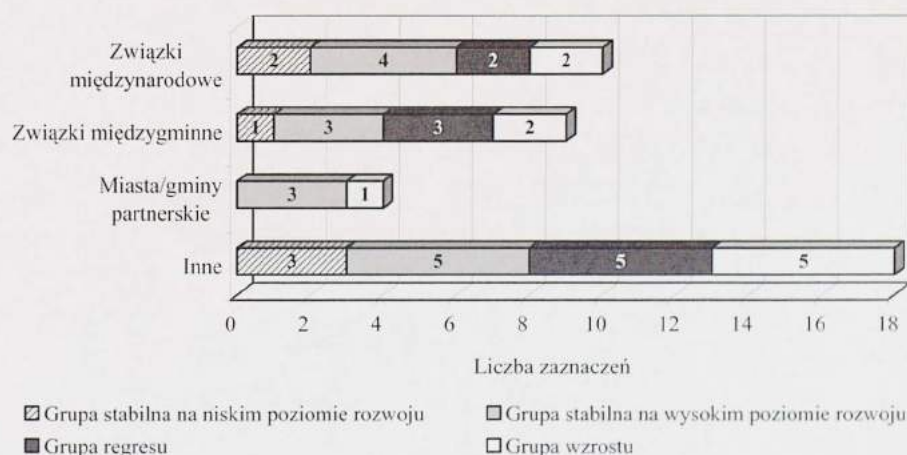 Związki
międzynarodowe
2 4 2 2
Związki międzygminne
1 3 3 2
Miasta/gminy
partnerskie
3 1
Inne
3 5 5 5
0 2 4 6 8 10 12 14 16 18
Liczba zaznaczeń
Grupa stabilna na niskim poziomie rozwoju
Grupa stabilna na wysokim poziomie rozwoju
Grupa regresu
Grupa wzrostu